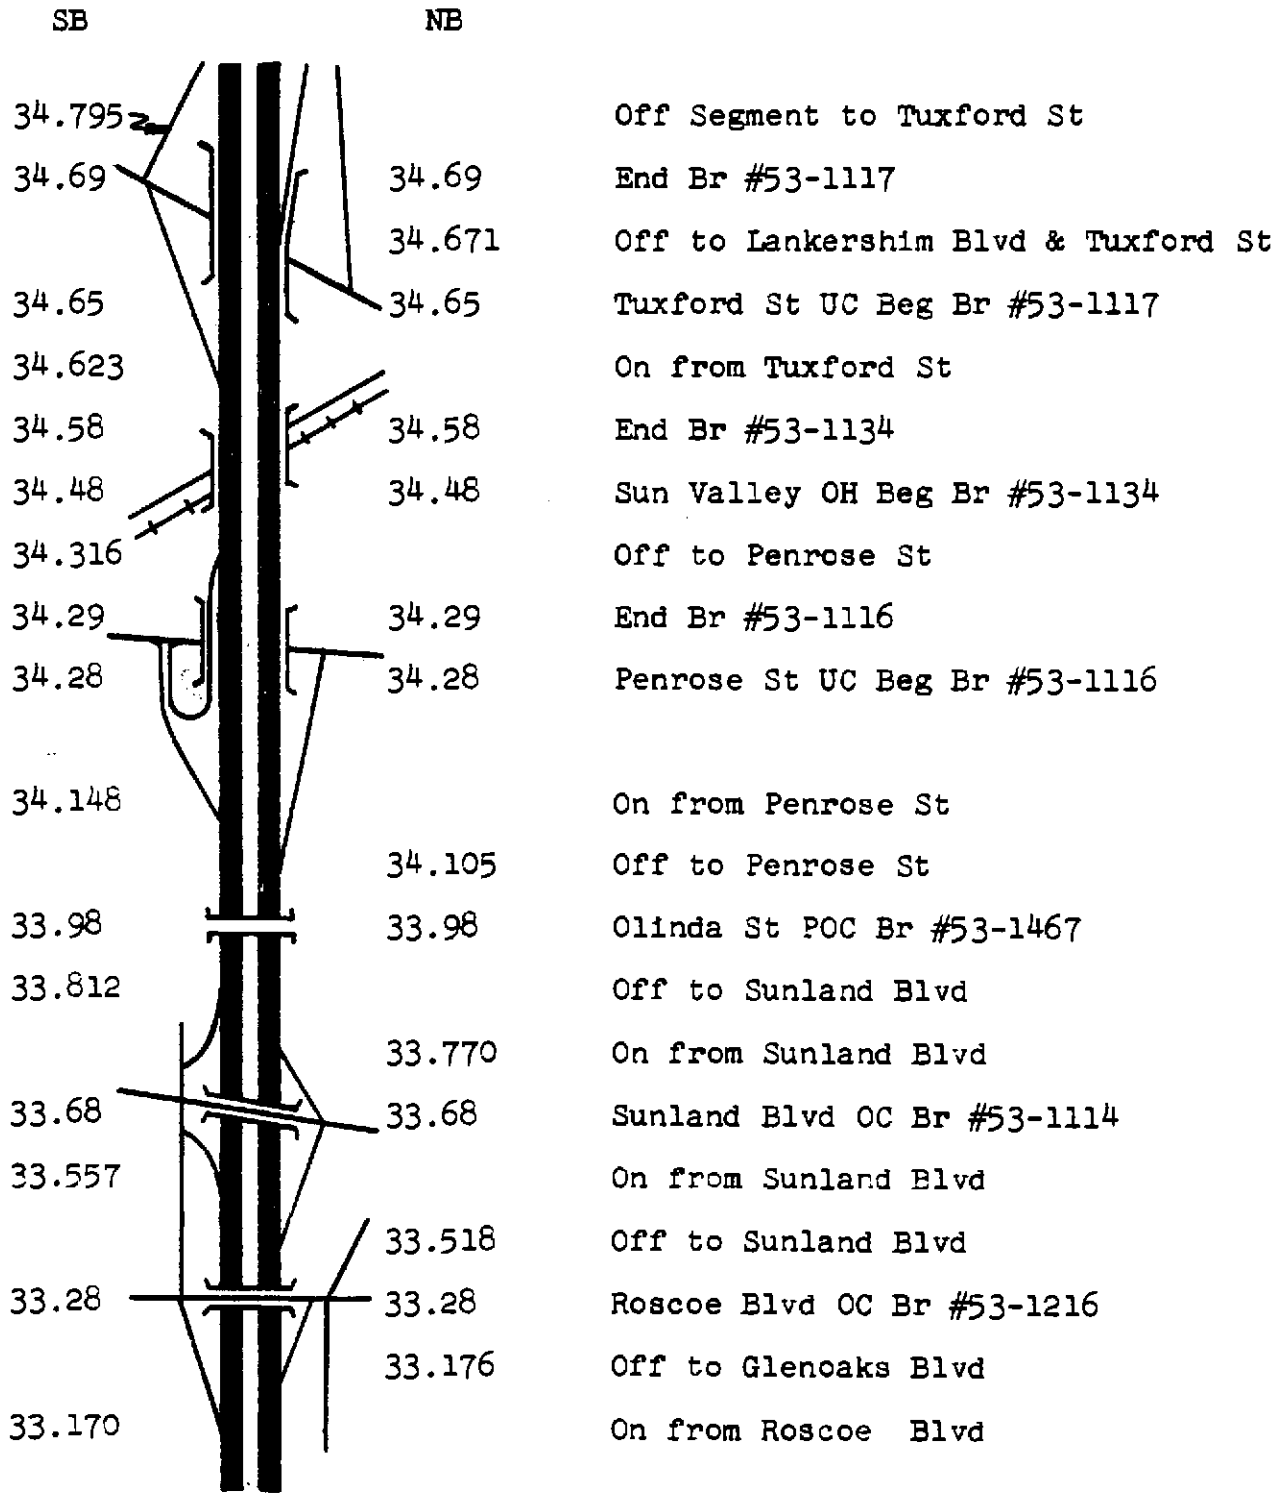 SB NB
34.795 Off Segment to Tuxford St
34.69 34.69 End Br #53-1117
34.671 Off to Lankershim Blvd & Tuxford St
34.65 34.65 Tuxford St UC Beg Br #53-1117
34.623 On from Tuxford St
34.58 34.58 End Br #53-1134
34.48 34.48 Sun Valley OH Beg Br #53-1134
34.316 Off to Penrose St
34.29 34.29 End Br #53-1116
34.28 34.28 Penrose St UC Beg Br #53-1116
34.148 On from Penrose St
34.105 Off to Penrose St
33.98 33.98 Olinda St POC Br #53-1467
33.812 Off to Sunland Blvd
33.770 On from Sunland Blvd
33.68 33.68 Sunland Blvd OC Br #53-1114
33.557 On from Sunland Blvd
33.518 Off to Sunland Blvd
33.28 33.28 Roscoe Blvd OC Br #53-1216
33.176 Off to Glenoaks Blvd
33.170 On from Roscoe Blvd